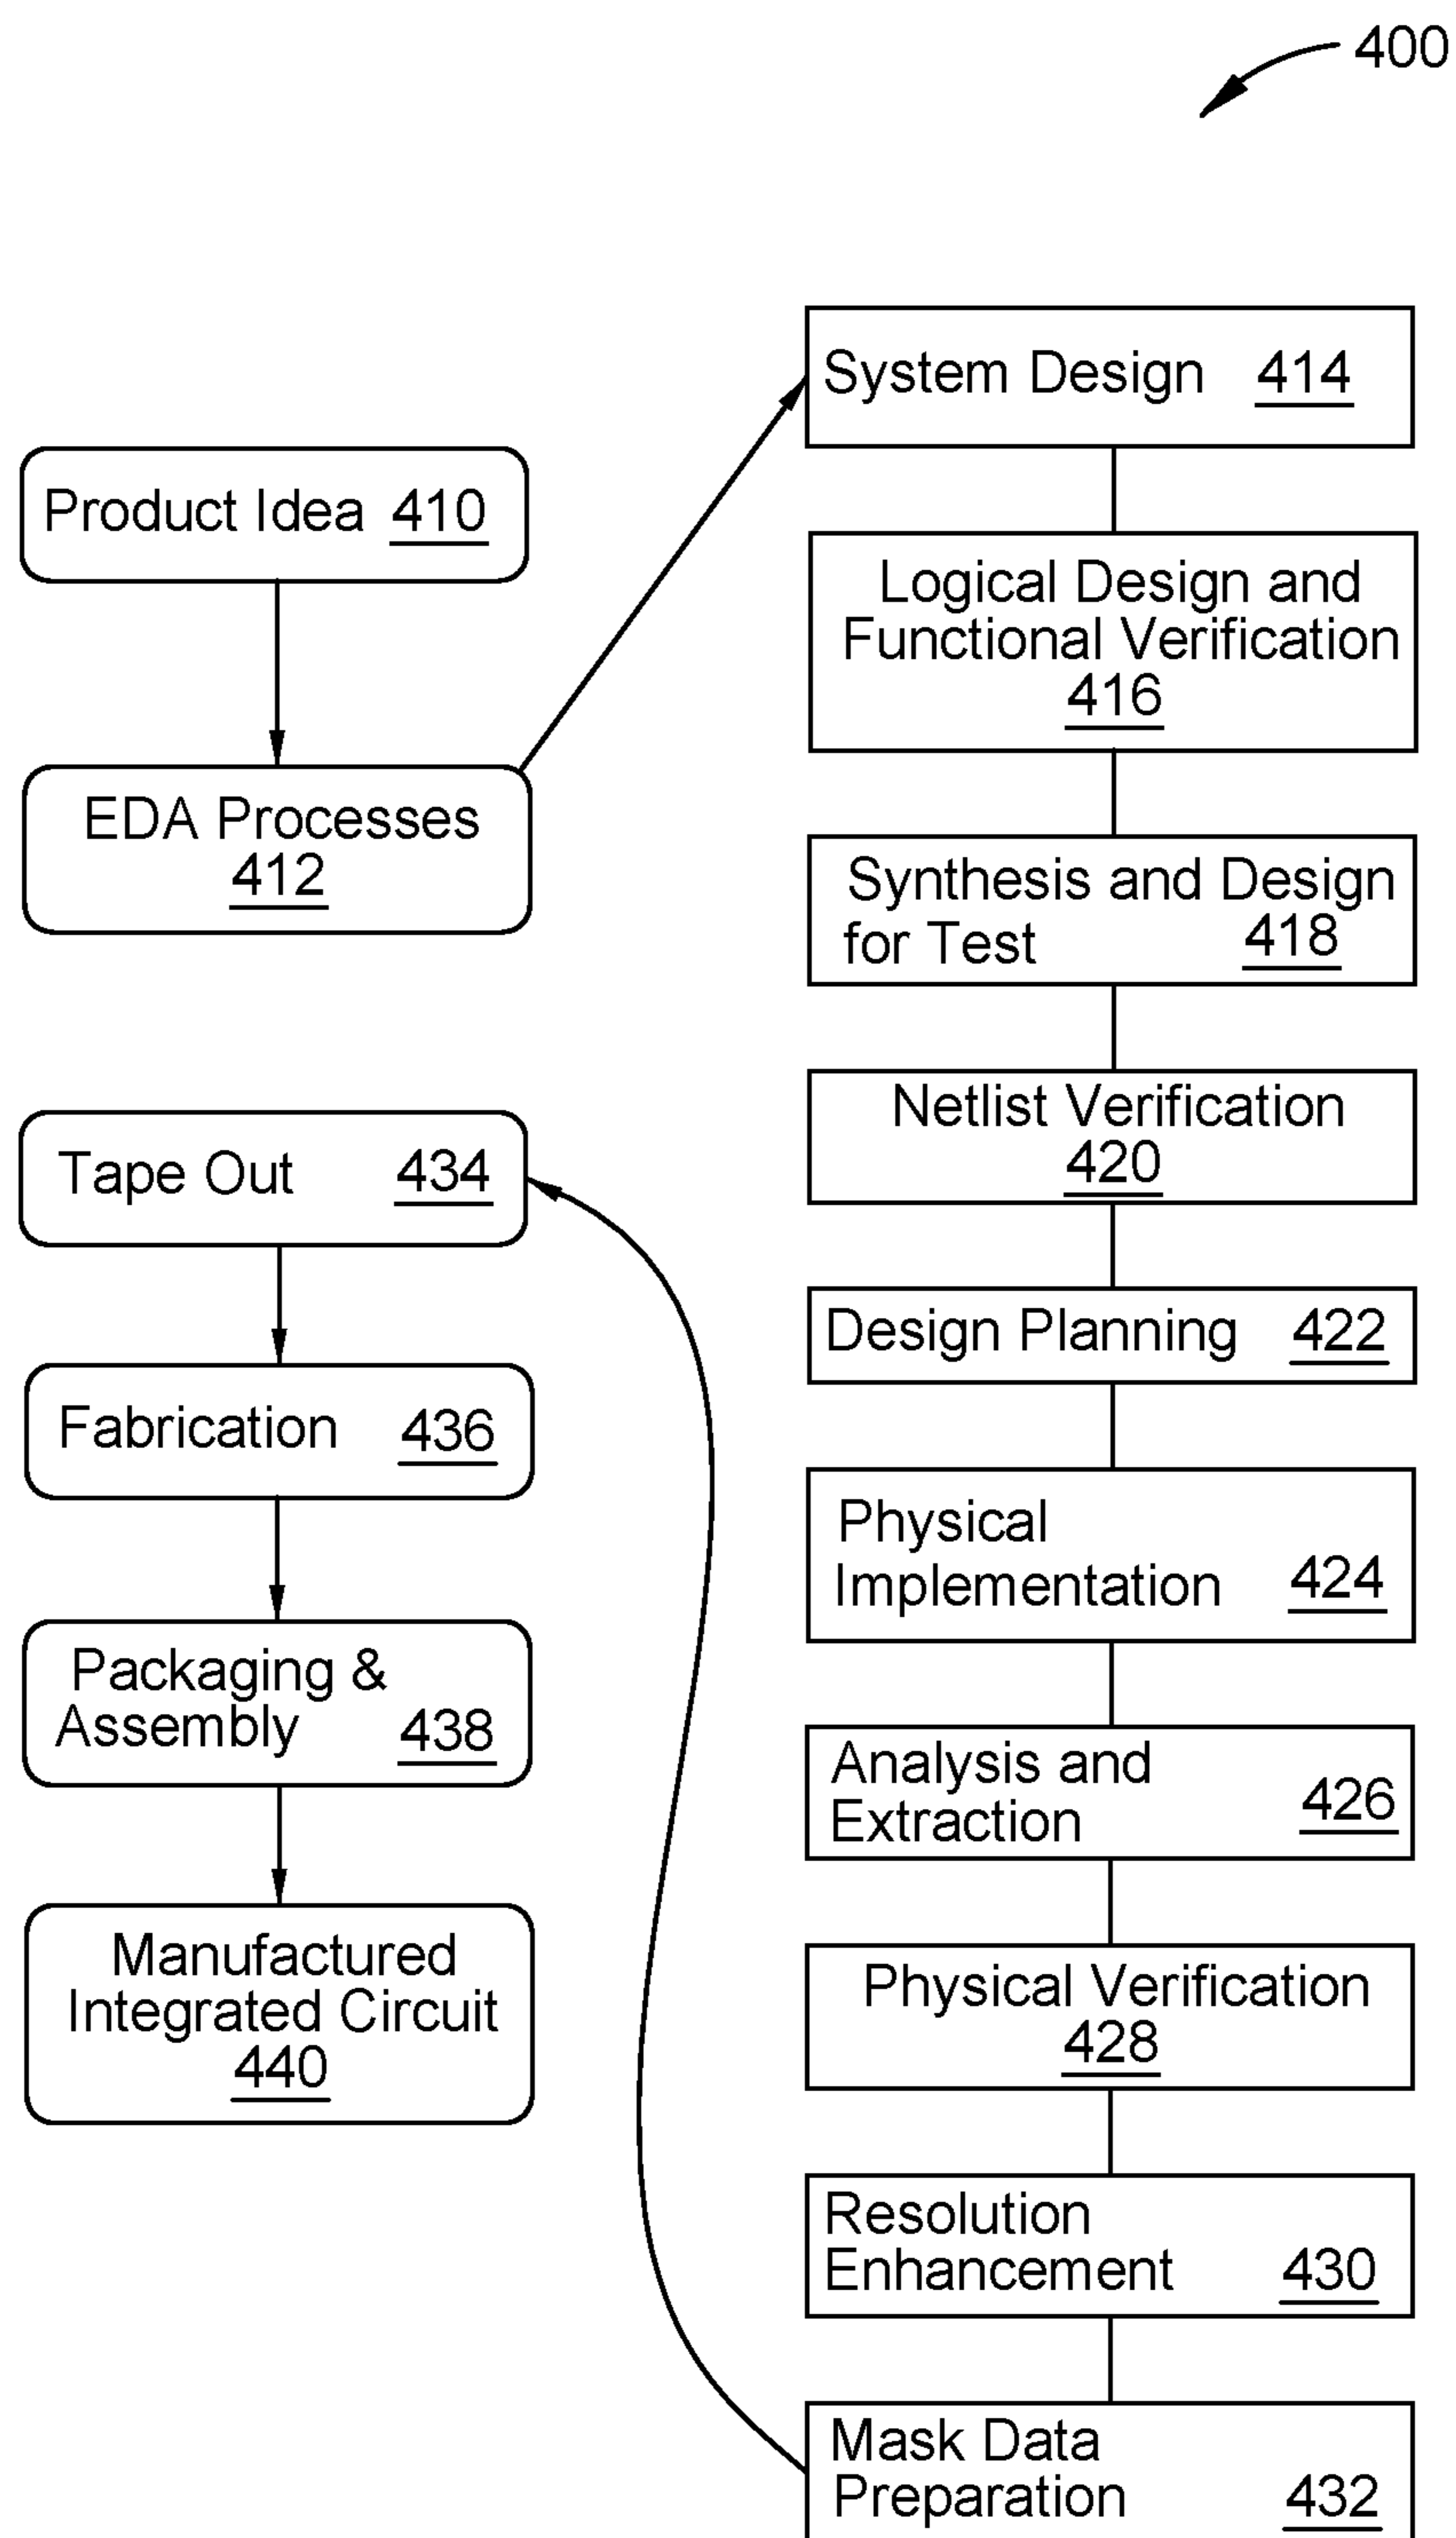 400
Product Idea 410
EDA Processes
412
System Design 414
Logical Design and
Functional Verification
416
Synthesis and Design
for Test 418
Netlist Verification
420
Design Planning 422
Physical
Implementation 424
Analysis and
Extraction 426
Physical Verification
428
Resolution
Enhancement 430
Mask Data
Preparation 432
Tape Out 434
Fabrication 436
Packaging &
Assembly 438
Manufactured
Integrated Circuit
440